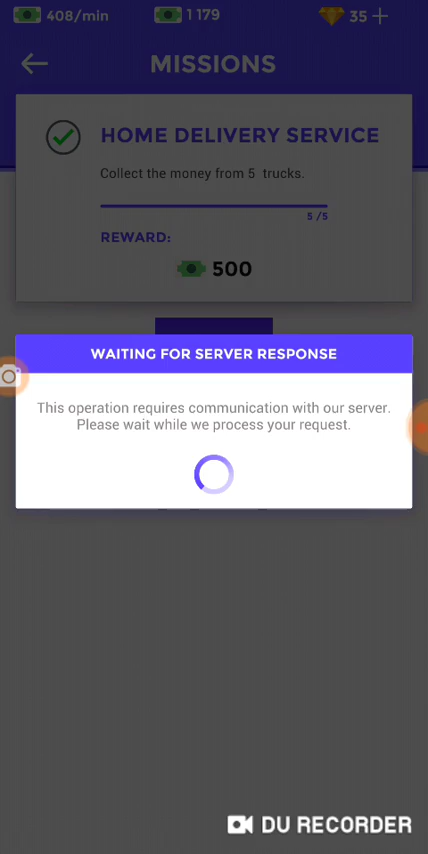 408/min
1 179
35
MISSIONS
HOME DELIVERY SERVICE
Collect the money from 5 trucks.
5 /5
REWARD:
500
WAITING FOR SERVER RESPONSE
This operation requires communication with our server.
Please wait while we process your request.
DU RECORDER